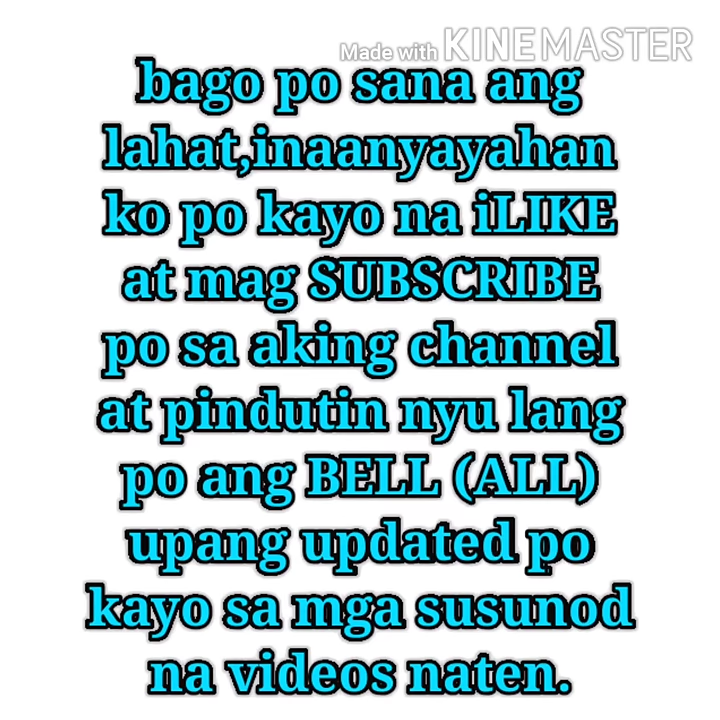 Made with KINEMASTER
bago po sana ang
lahat,inaanyayahan
ko po kayo na iLIKE
at mag SUBSCRIBE
po sa aking channel
at pindutin nyu lang
po ang BELL (ALL)
upang updated po
kayo sa mga susunod
na videos naten.